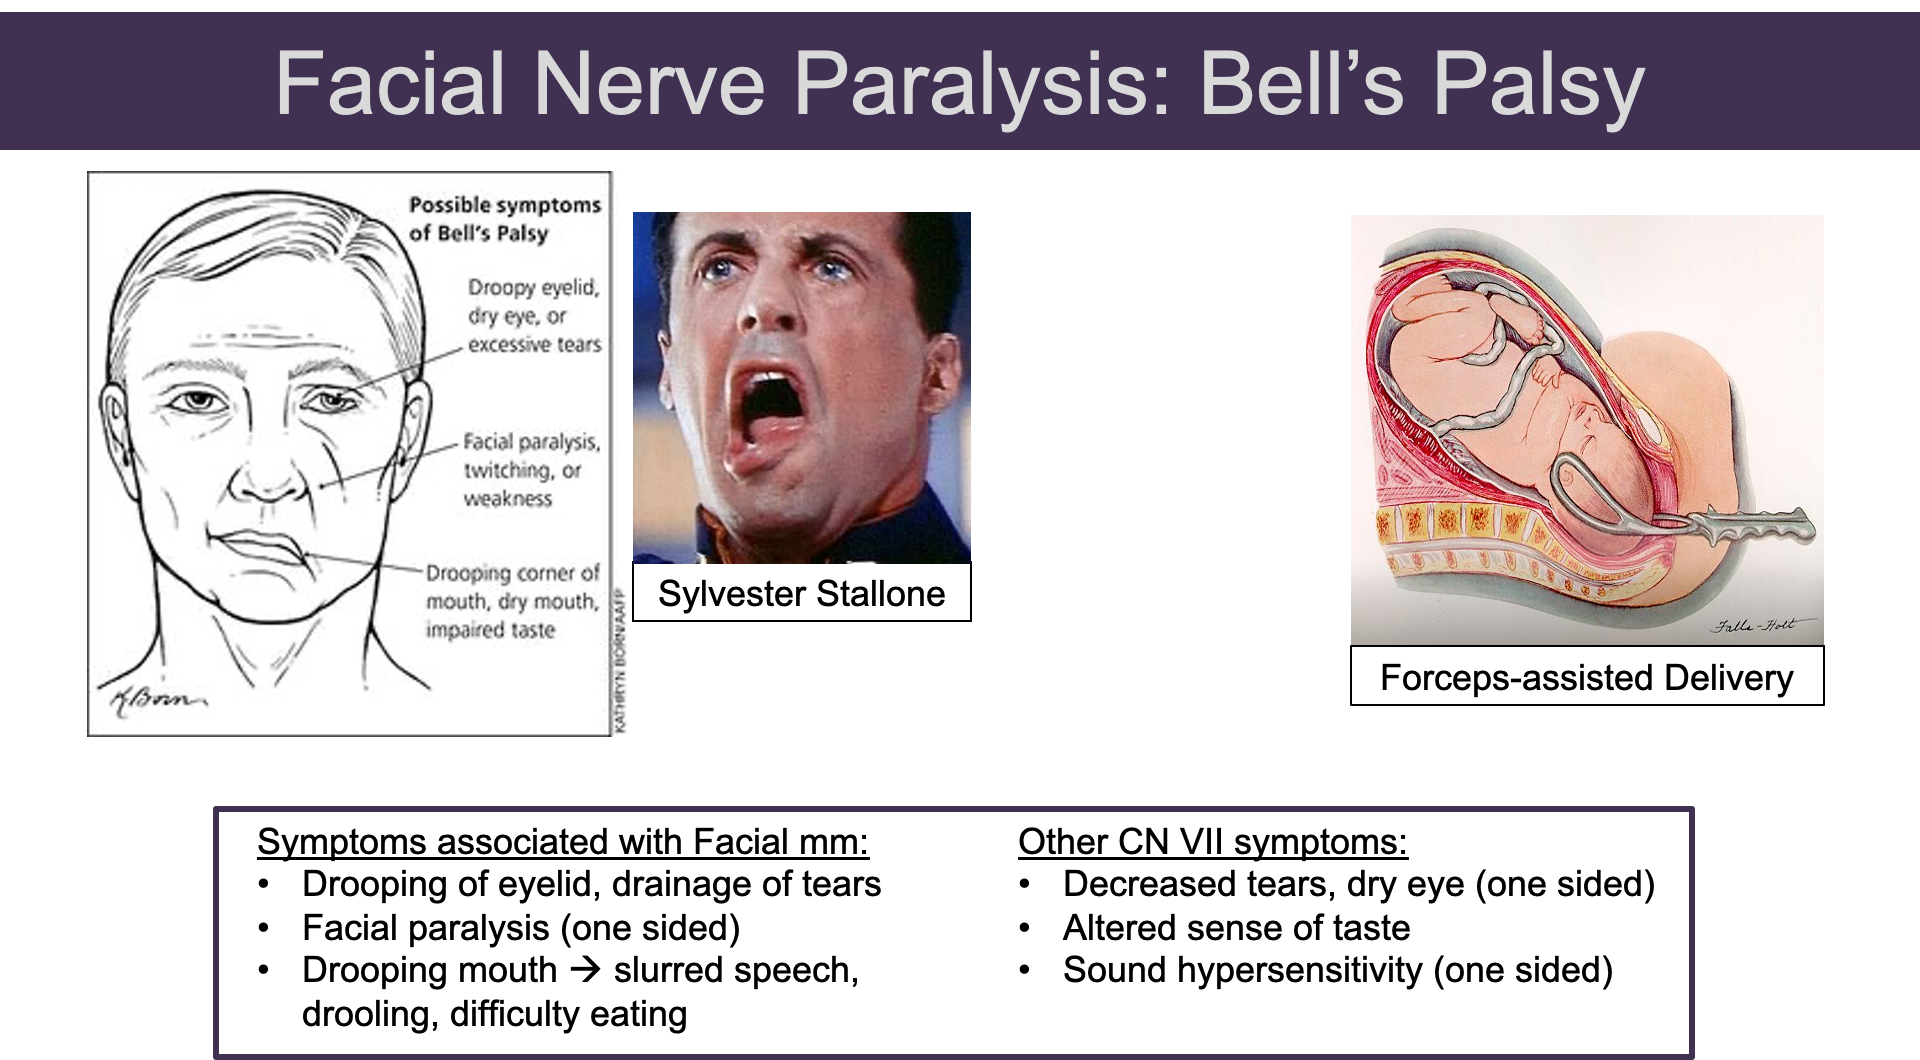 Facial Nerve Paralysis: Bell’s Palsy
Possible symptoms
of Bell's Palsy
Droopy eyelid,
dry eye, or
excessive tears
Facial paralysis,
twitching, or
weakness
Drooping corner of
mouth, dry mouth,
impaired taste
K. Born
KATHRYN BORN/AAFP
Sylvester Stallone
Falls-Holt
Forceps-assisted Delivery
Symptoms associated with Facial mm:
• Drooping of eyelid, drainage of tears
• Facial paralysis (one sided)
• Drooping mouth → slurred speech,
drooling, difficulty eating
Other CN VII symptoms:
• Decreased tears, dry eye (one sided)
• Altered sense of taste
• Sound hypersensitivity (one sided)